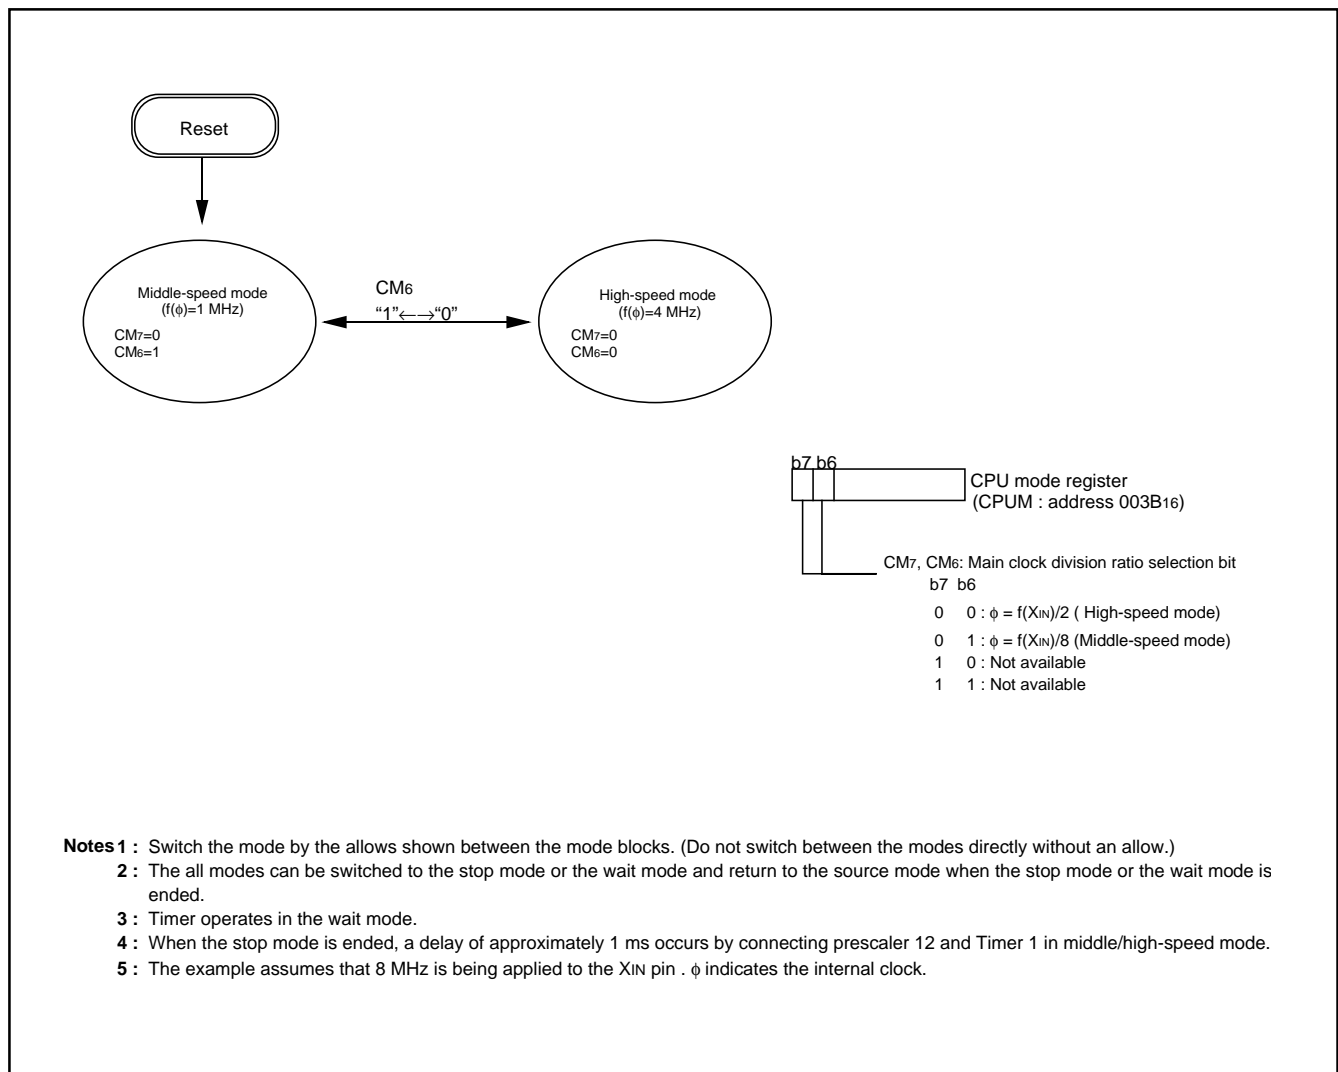 Reset
Middle-speed mode
(f(ϕ)=1 MHz)
CM7=0
CM6=1
CM6
“1”←→“0”
High-speed mode
(f(ϕ)=4 MHz)
CM7=0
CM6=0
b7 b6
CPU mode register
(CPUM : address 003B16)
CM7, CM6: Main clock division ratio selection bit
b7 b6
0 0 : ϕ = f(XIN)/2 ( High-speed mode)
0 1 : ϕ = f(XIN)/8 (Middle-speed mode)
1 0 : Not available
1 1 : Not available
Notes 1 : Switch the mode by the allows shown between the mode blocks. (Do not switch between the modes directly without an allow.)
2 : The all modes can be switched to the stop mode or the wait mode and return to the source mode when the stop mode or the wait mode is
ended.
3 : Timer operates in the wait mode.
4 : When the stop mode is ended, a delay of approximately 1 ms occurs by connecting prescaler 12 and Timer 1 in middle/high-speed mode.
5 : The example assumes that 8 MHz is being applied to the XIN pin . ϕ indicates the internal clock.